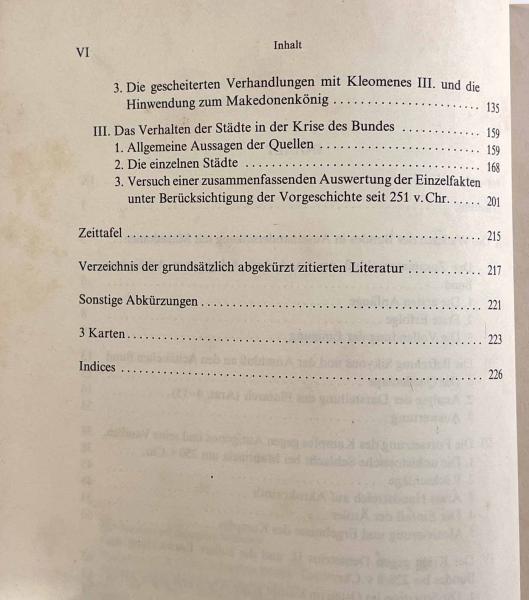 VI Inhalt
3. Die gescheiterten Verhandlungen mit Kleomenes III. und die
Hinwendung zum Makedonenkönig ........................ 135
III. Das Verhalten der Städte in der Krise des Bundes ............ 159
1. Allgemeine Aussagen der Quellen ........................ 159
2. Die einzelnen Städte .................................. 168
3. Versuch einer zusammenfassenden Auswertung der Einzelfakten
unter Berücksichtigung der Vorgeschichte seit 251 v. Chr. ..... 201
Zeittafel .................................................. 215
Verzeichnis der grundsätzlich abgekürzt zitierten Literatur ........... 217
Sonstige Abkürzungen ........................................ 221
3 Karten .................................................. 223
Indices .................................................... 226